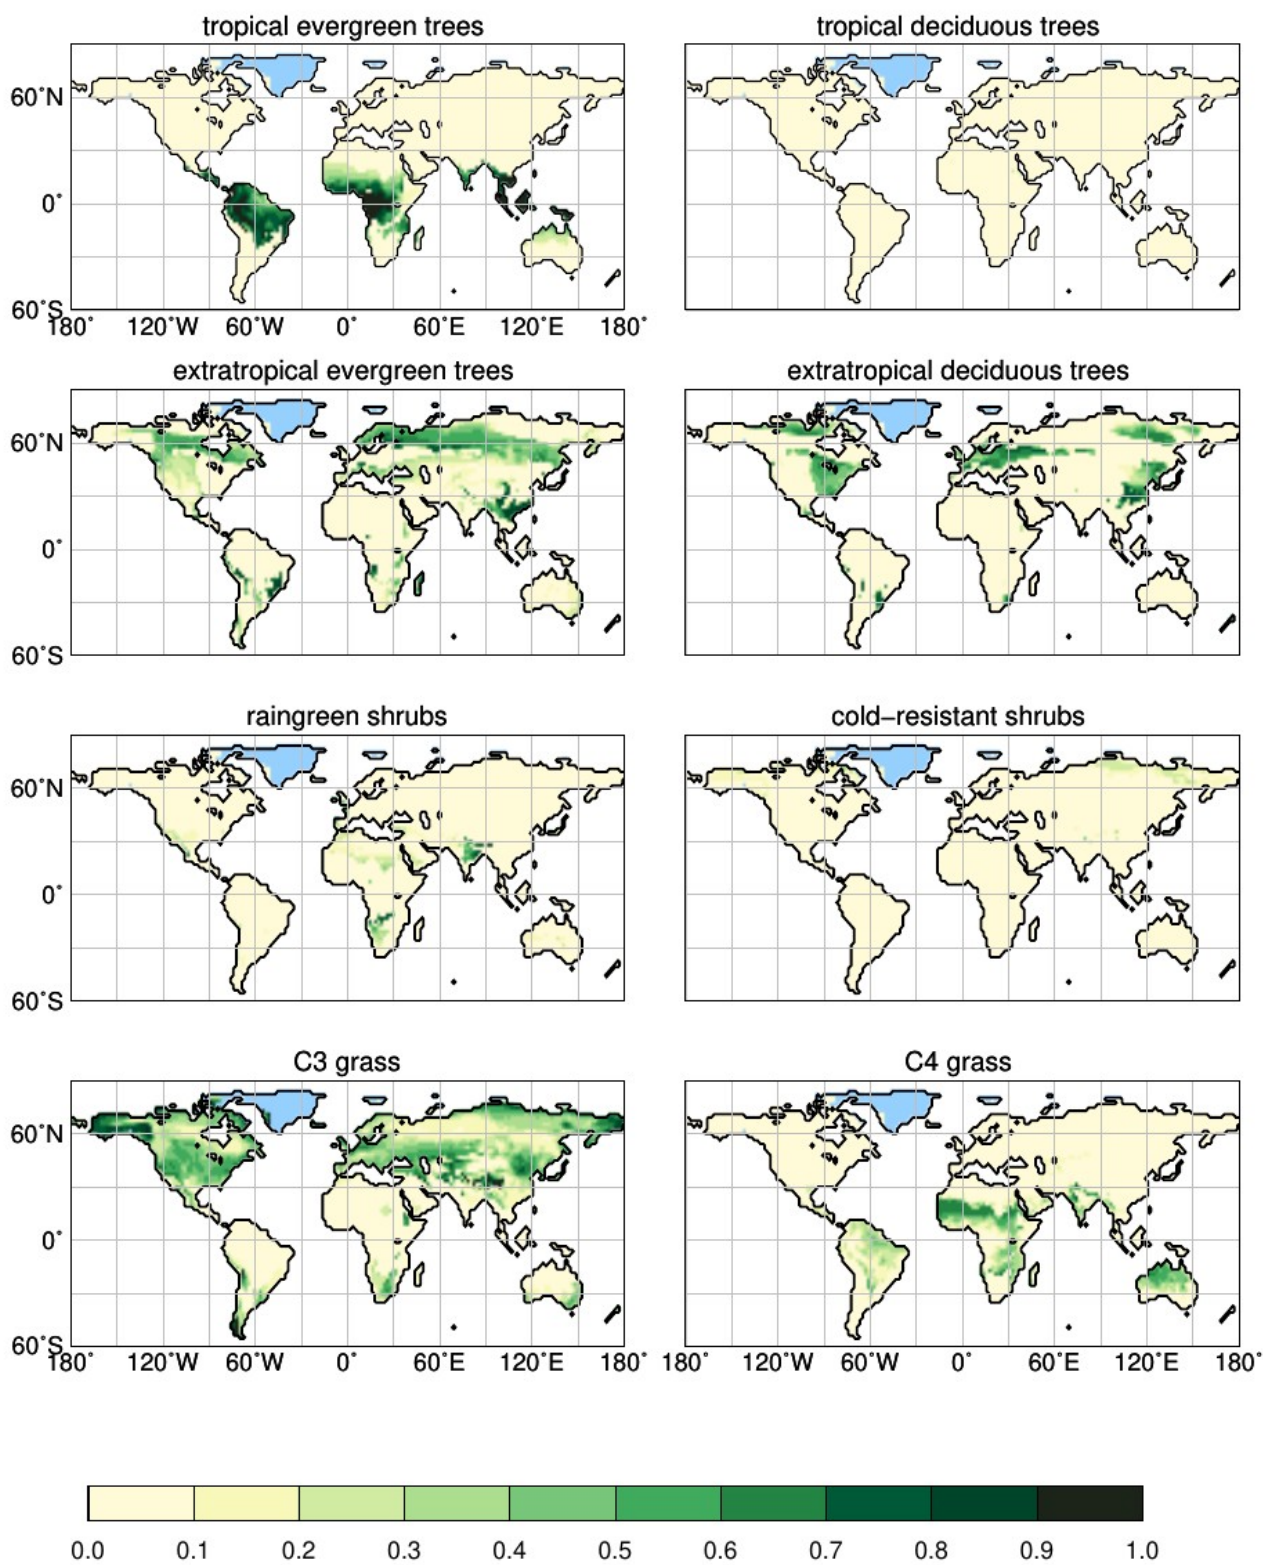 tropical evergreen trees
tropical deciduous trees
60˚N
0˚
60˚S
180˚ 120˚W 60˚W 0˚ 60˚E 120˚E 180˚
extratropical evergreen trees
extratropical deciduous trees
60˚N
0˚
60˚S
raingreen shrubs
cold−resistant shrubs
60˚N
0˚
60˚S
C3 grass
C4 grass
60˚N
0˚
60˚S
180˚ 120˚W 60˚W 0˚ 60˚E 120˚E 180˚
180˚ 120˚W 60˚W 0˚ 60˚E 120˚E 180˚
0.0 0.1 0.2 0.3 0.4 0.5 0.6 0.7 0.8 0.9 1.0